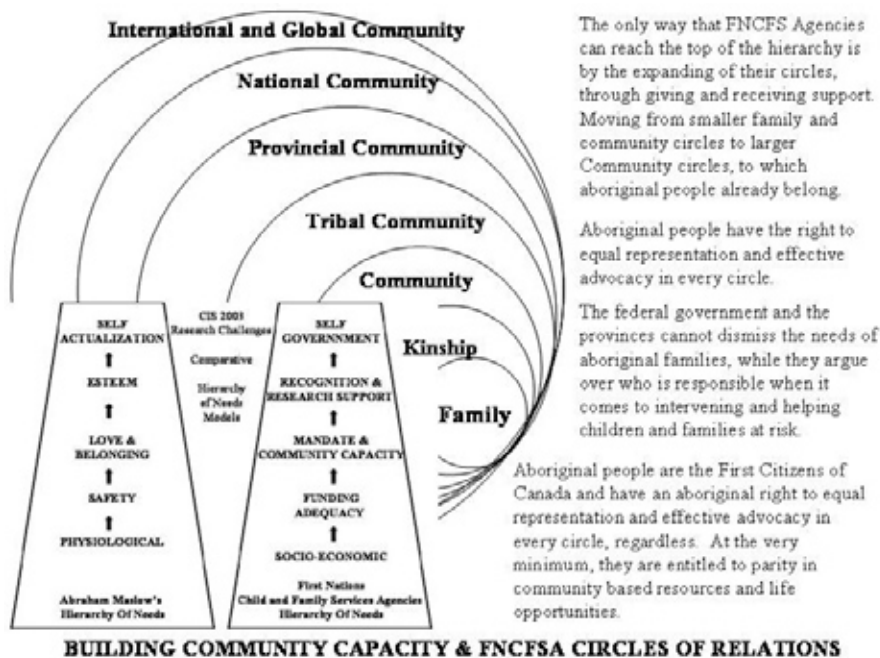 International and Global Community
National Community
Provincial Community
Tribal Community
Community
Kinship
Family
SELF
ACTUALIZATION
ESTEEM
LOVE &
BELONGING
SAFETY
PHYSIOLOGICAL
Abraham Maslow's
Hierarchy Of Needs
CIS 2003
Research Challenges
Comparative
Hierarchy
of Needs
Models
SELF
GOVERNMENT
RECOGNITION &
RESEARCH SUPPORT
MANDATE &
COMMUNITY CAPACITY
FUNDING
ADEQUACY
SOCIO-ECONOMIC
First Nations
Child and Family Services Agencies
Hierarchy Of Needs
The only way that FNCFS Agencies
can reach the top of the hierarchy is
by the expanding of their circles,
through giving and receiving support.
Moving from smaller family and
community circles to larger
Community circles, to which
aboriginal people already belong.
Aboriginal people have the right to
equal representation and effective
advocacy in every circle.
The federal government and the
provinces cannot dismiss the needs of
aboriginal families, while they argue
over who is responsible when it
comes to intervening and helping
children and families at risk.
Aboriginal people are the First Citizens of
Canada and have an aboriginal right to equal
representation and effective advocacy in
every circle, regardless. At the very
minimum, they are entitled to parity in
community based resources and life
opportunities.
BUILDING COMMUNITY CAPACITY & FNCFSA CIRCLES OF RELATIONS